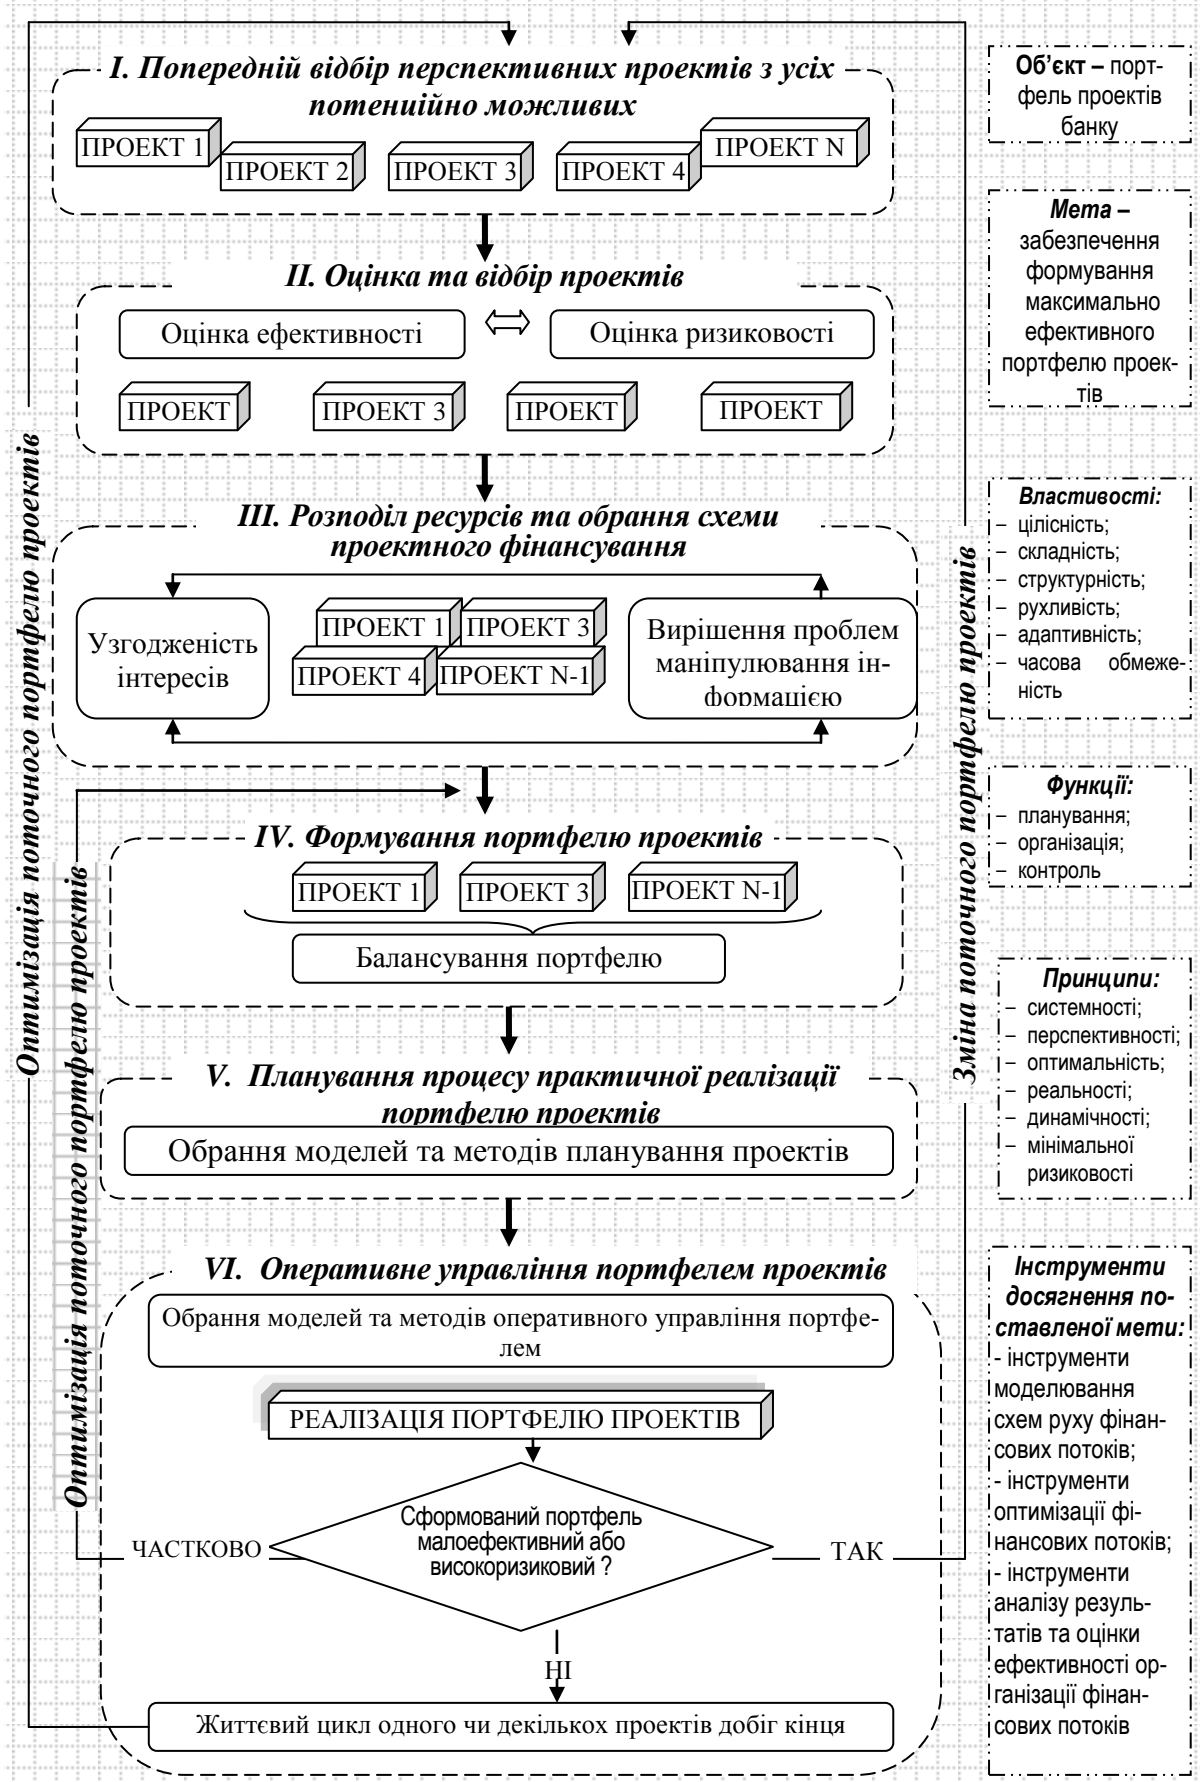 I. Попередній відбір перспективних проектів з усіх
потенційно можливих
ПРОЕКТ 1
ПРОЕКТ 2
ПРОЕКТ 3
ПРОЕКТ 4
ПРОЕКТ N
II. Оцінка та відбір проектів
Оцінка ефективності
Оцінка ризиковості
ПРОЕКТ
ПРОЕКТ 3
ПРОЕКТ
ПРОЕКТ
III. Розподіл ресурсів та обрання схеми
проектного фінансування
Узгодженість
інтересів
ПРОЕКТ 1
ПРОЕКТ 3
ПРОЕКТ 4
ПРОЕКТ N-1
Вирішення проблем
маніпулювання ін-
формацією
IV. Формування портфелю проектів
ПРОЕКТ 1
ПРОЕКТ 3
ПРОЕКТ N-1
Балансування портфелю
V. Планування процесу практичної реалізації
портфелю проектів
Обрання моделей та методів планування проектів
VI. Оперативне управління портфелем проектів
Обрання моделей та методів оперативного управління портфе-
лем
РЕАЛІЗАЦІЯ ПОРТФЕЛЮ ПРОЕКТІВ
Сформований портфель
малоефективний або
високоризиковий ?
ЧАСТКОВО
ТАК
НІ
Життєвий цикл одного чи декількох проектів добіг кінця
Оптимізація поточного портфелю проектів
Оптимізація поточного портфелю проектів
Зміна поточного портфелю проектів
Об’єкт – порт-
фель проектів
банку
Мета –
забезпечення
формування
максимально
ефективного
портфелю проек-
тів
Властивості:
– цілісність;
– складність;
– структурність;
– рухливість;
– адаптивність;
– часова обмеже-
ність
Функції:
– планування;
– організація;
– контроль
Принципи:
– системності;
– перспективності;
– оптимальність;
– реальності;
– динамічності;
– мінімальної
ризиковості
Інструменти
досягнення по-
ставленої мети:
- інструменти
моделювання
схем руху фінан-
сових потоків;
- інструменти
оптимізації фі-
нансових потоків;
- інструменти
аналізу резуль-
татів та оцінки
ефективності ор-
ганізації фінан-
сових потоків